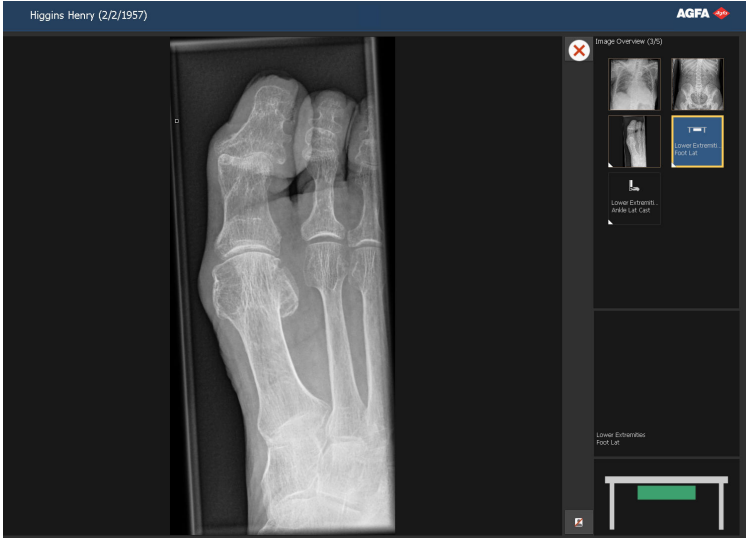 Higgins Henry (2/2/1957)
AGFA
Image Overview (3/5)
Lower Extremiti..
Foot Lat
Lower Extremiti..
Ankle Lat Cast
Lower Extremities
Foot Lat